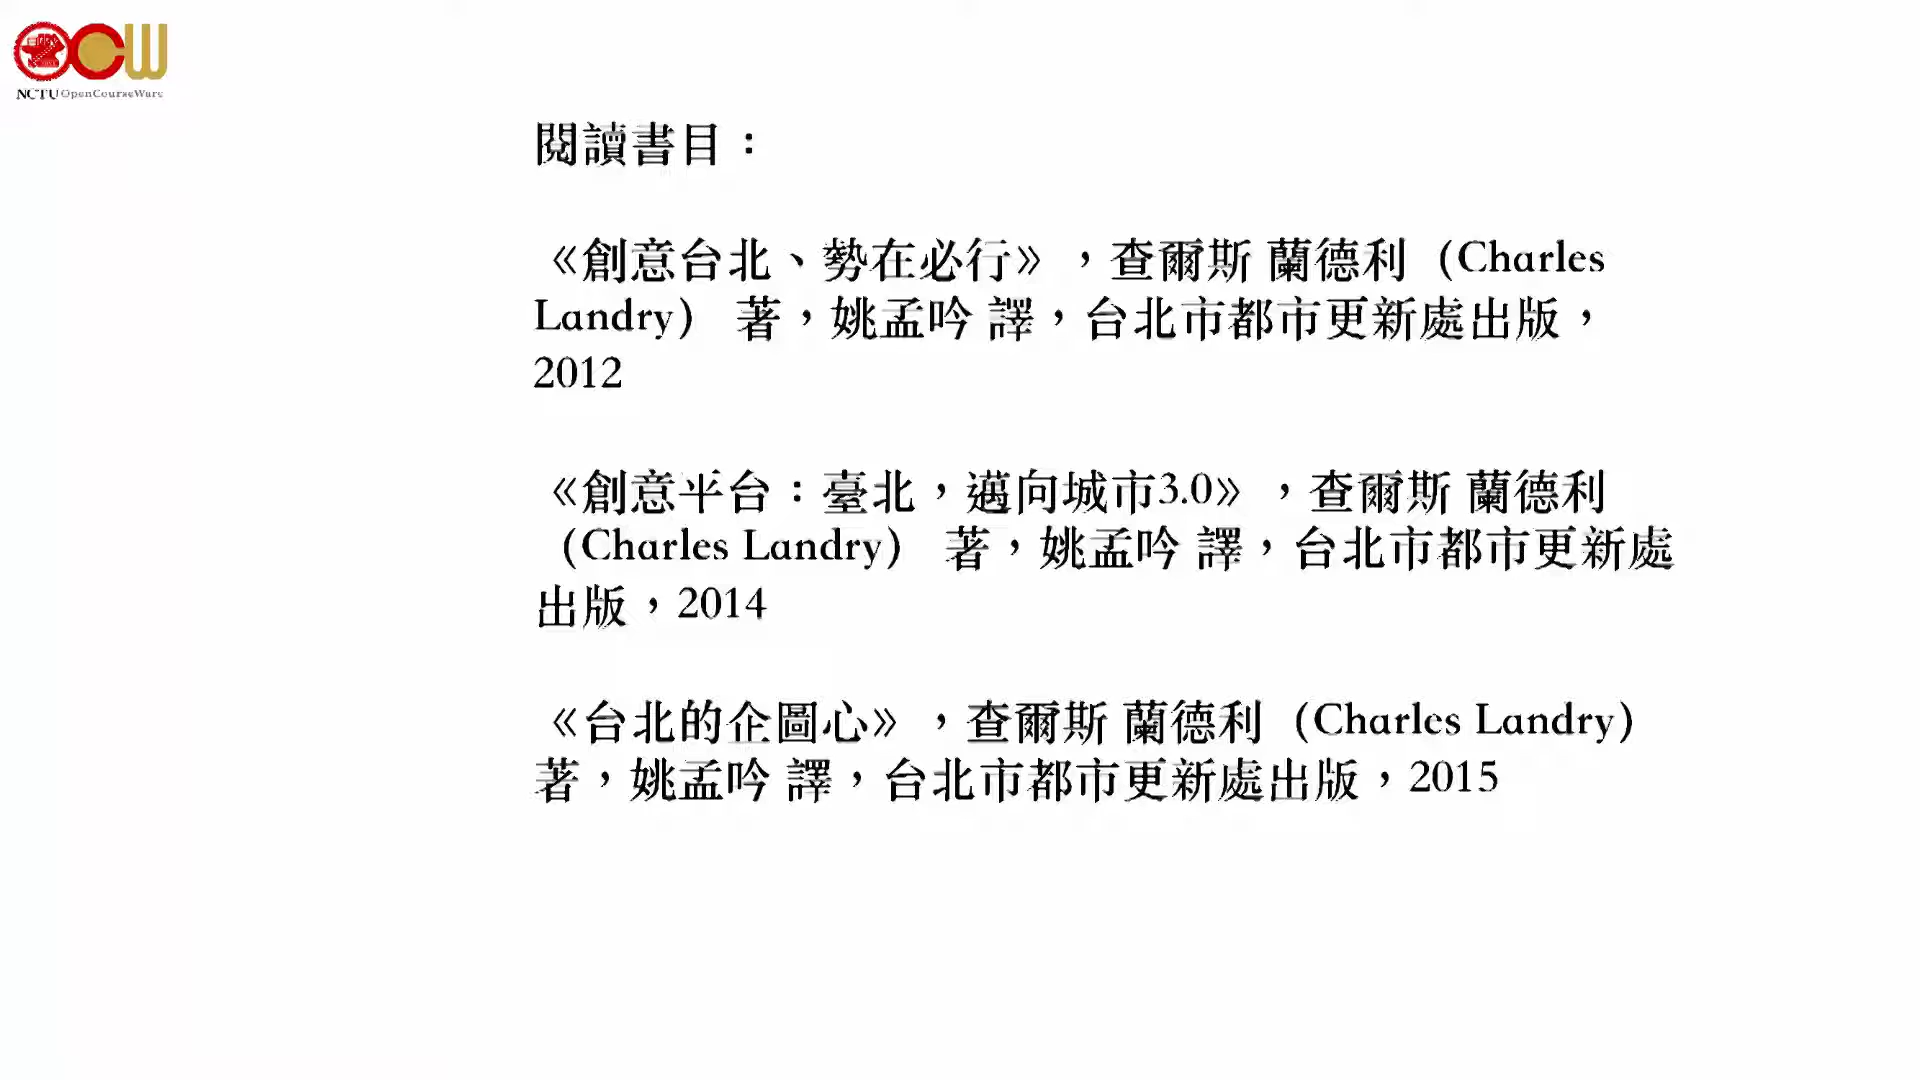 NCTU OpenCourseWare
閱讀書目：
《創意台北、勢在必行》，查爾斯 蘭德利（Charles
Landry） 著，姚孟吟 譯，台北市都市更新處出版，
2012
《創意平台：臺北，邁向城市3.0》，查爾斯 蘭德利
（Charles Landry） 著，姚孟吟 譯，台北市都市更新處
出版，2014
《台北的企圖心》，查爾斯 蘭德利（Charles Landry）
著，姚孟吟 譯，台北市都市更新處出版，2015